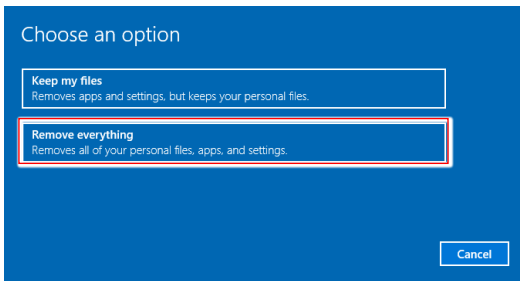 Choose an option
Keep my files
Removes apps and settings, but keeps your personal files.
Remove everything
Removes all of your personal files, apps, and settings.
Cancel